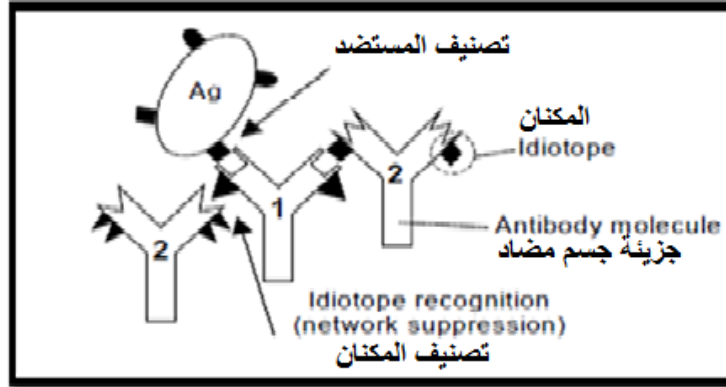 تصنيف المستضد
Ag
المكنان
Idiotope
2
1
2
Antibody molecule
جزيئة جسم مضاد
Idiotope recognition
(network suppression)
تصنيف المكنان